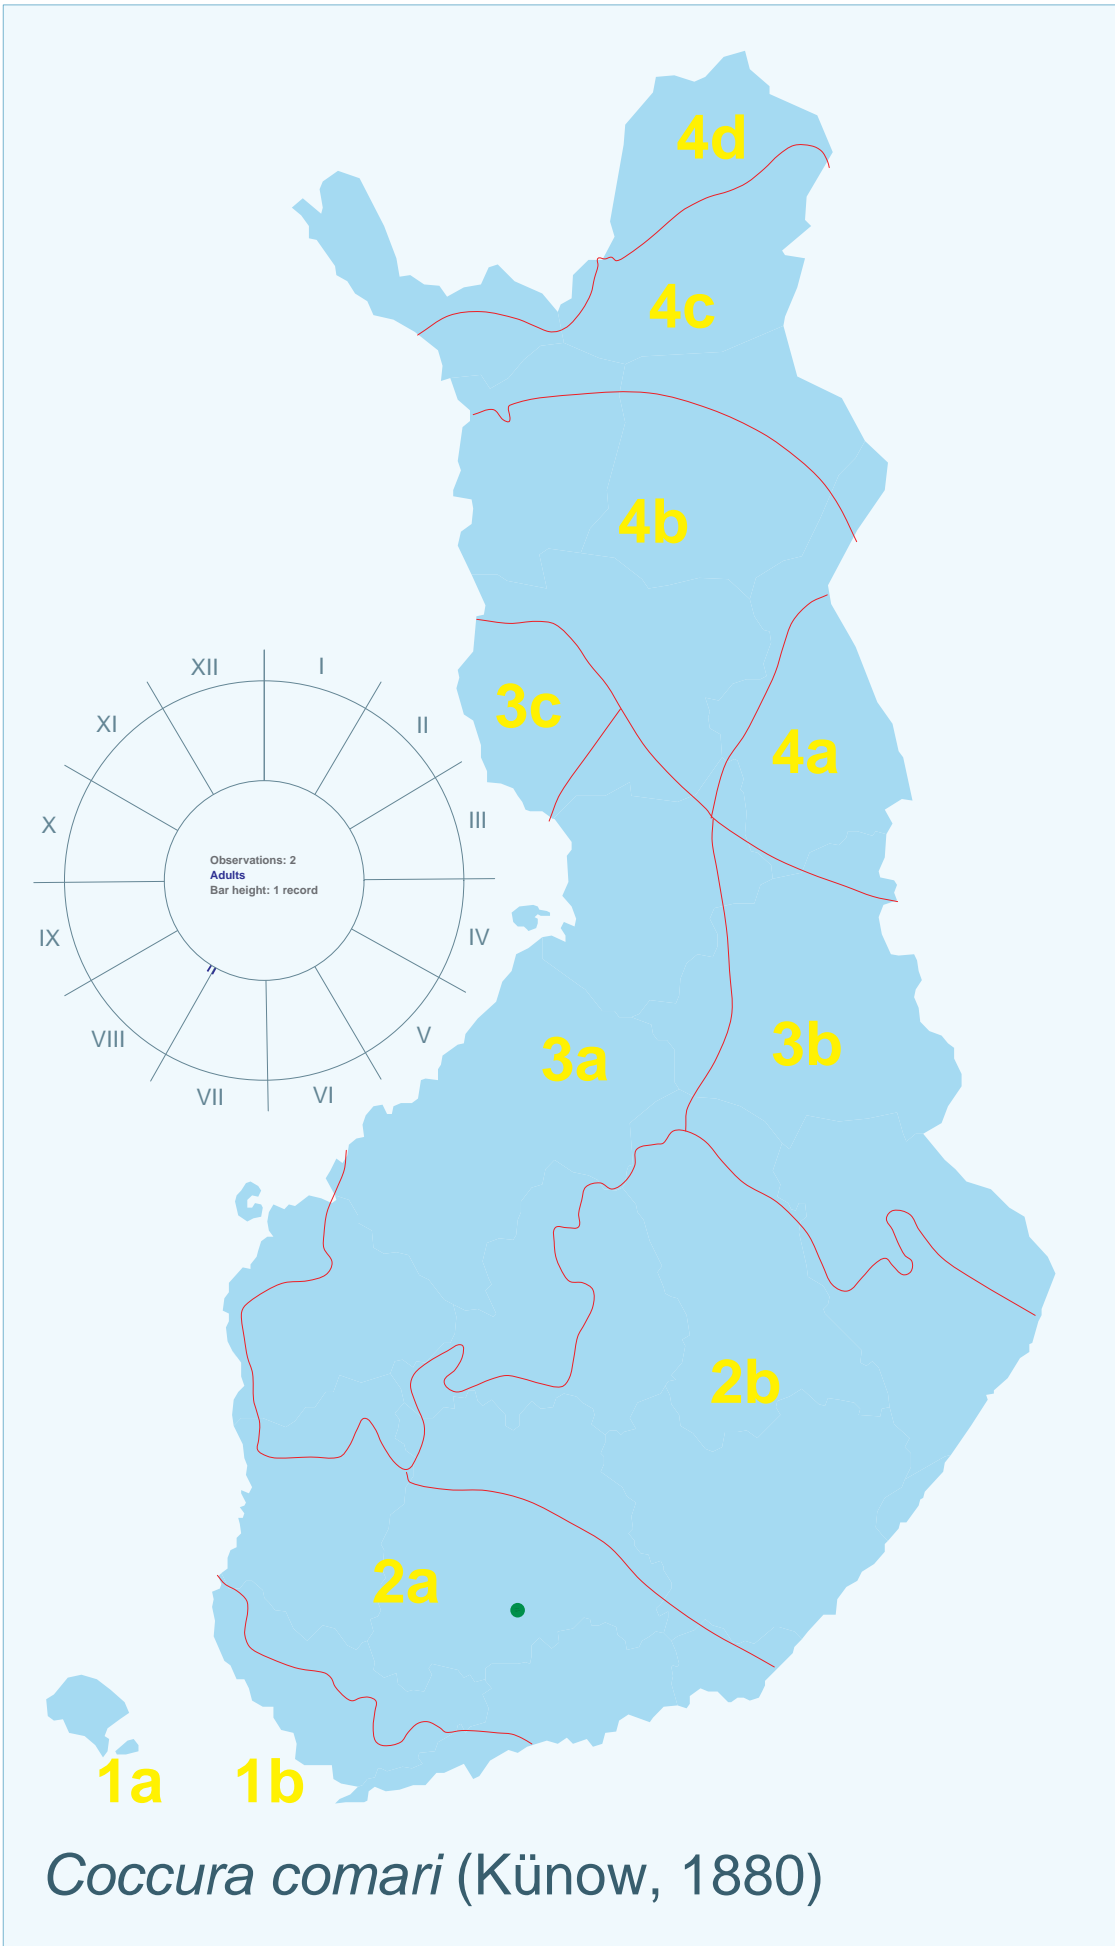 4d
4c
4b
3c
4a
XII
I
XI
II
X
III
Observations: 2
Adults
Bar height: 1 record
IX
IV
VIII
V
VII
VI
3a
3b
2b
2a
1a
1b
Coccura comari (Künow, 1880)